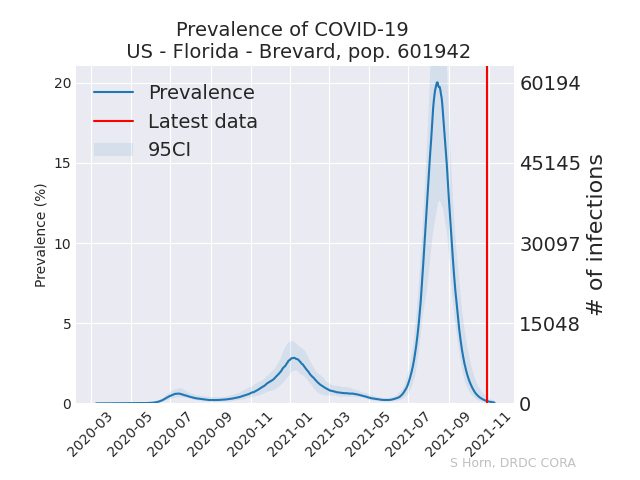 Prevalence of COVID-19
US - Florida - Brevard, pop. 601942
Prevalence
Latest data
95CI
Prevalence (%)
20
15
10
5
0
60194
45145
30097
15048
0
# of infections
2020-03
2020-05
2020-07
2020-09
2020-11
2021-01
2021-03
2021-05
2021-07
2021-09
2021-11
S Horn, DRDC CORA